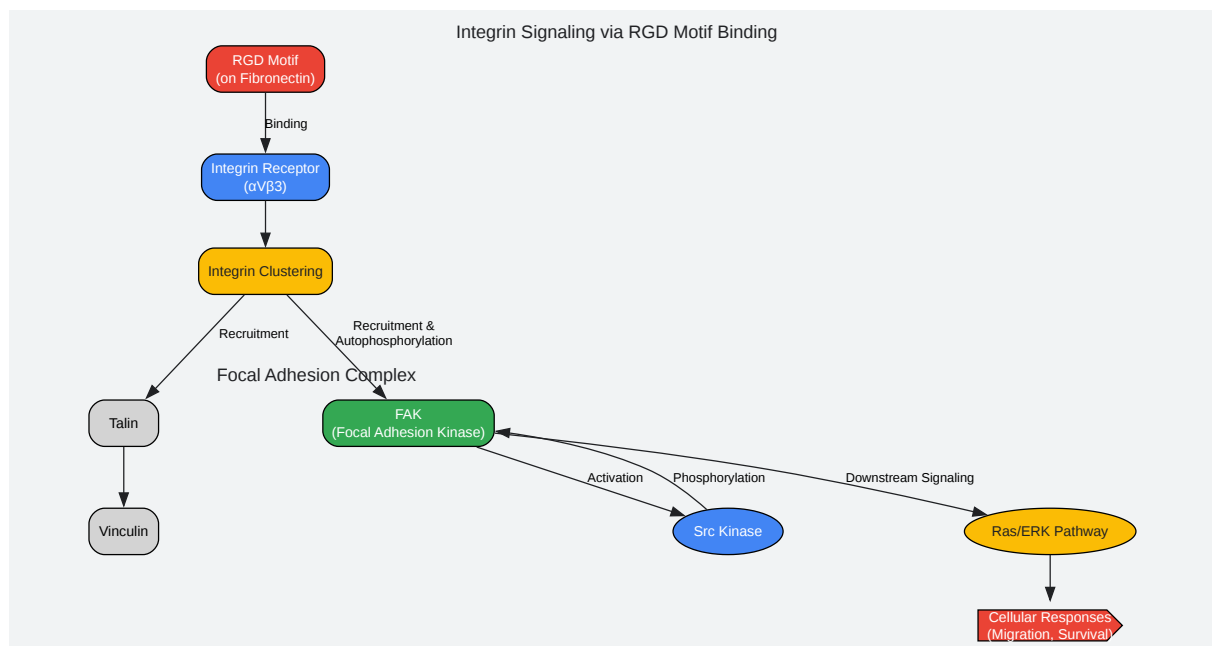 Integrin Signaling via RGD Motif Binding
RGD Motif
(on Fibronectin)
Binding
Integrin Receptor
(αVβ3)
Integrin Clustering
Recruitment
Recruitment &
Autophosphorylation
Focal Adhesion Complex
Talin
FAK
(Focal Adhesion Kinase)
Activation
Phosphorylation
Downstream Signaling
Vinculin
Src Kinase
Ras/ERK Pathway
Cellular Responses
(Migration, Survival)